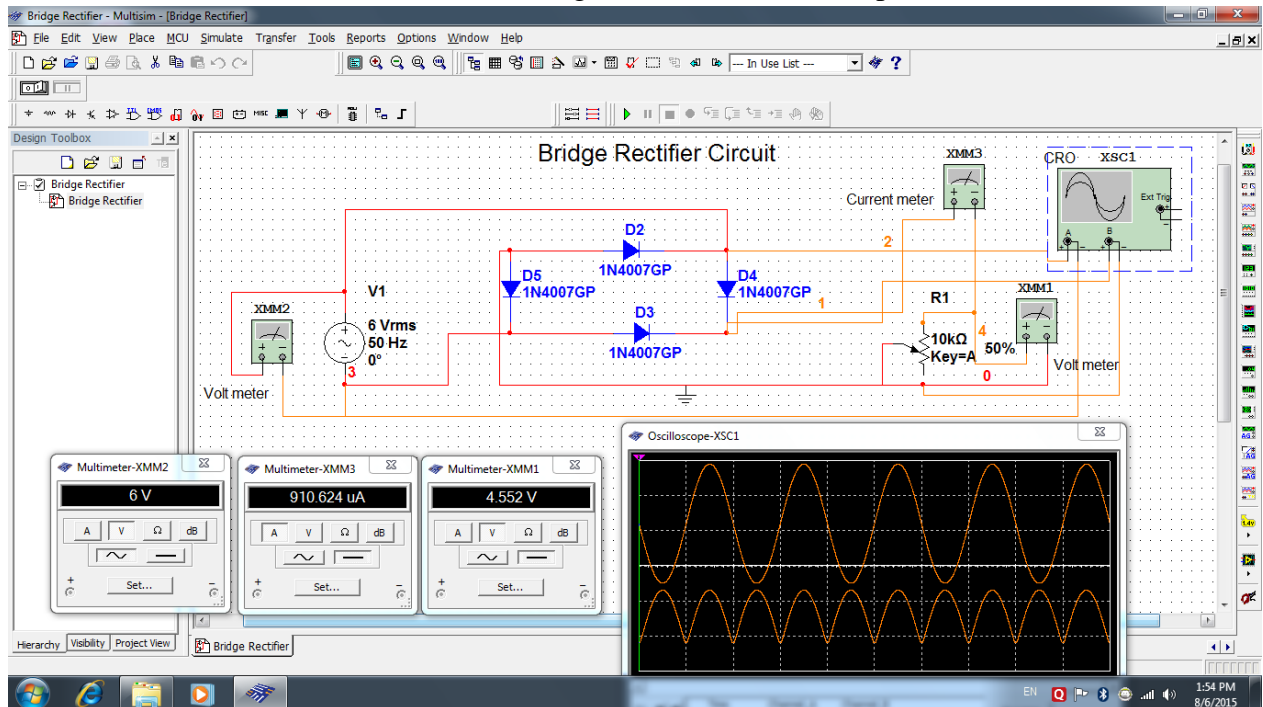 Bridge Rectifier - Multisim - [Bridge Rectifier]
File Edit View Place MCU Simulate Transfer Tools Reports Options Window Help
--- In Use List ---
Design Toolbox
Bridge Rectifier
Bridge Rectifier
Bridge Rectifier Circuit
XMM3
CRO XSC1
Current meter
Ext Trig
A
B
D2
1N4007GP
2
D5
1N4007GP
D4
1N4007GP
V1
XMM2
D3
1N4007GP
1
R1
XMM1
6 Vrms
50 Hz
0°
3
10kΩ
Key=A
4
50%
0
Volt meter
Volt meter
Oscilloscope-XSC1
Multimeter-XMM2
6 V
A V Ω dB
Set...
Multimeter-XMM3
910.624 uA
A V Ω dB
Set...
Multimeter-XMM1
4.552 V
A V Ω dB
Set...
Hierarchy Visibility Project View
Bridge Rectifier
EN
1:54 PM
8/6/2015